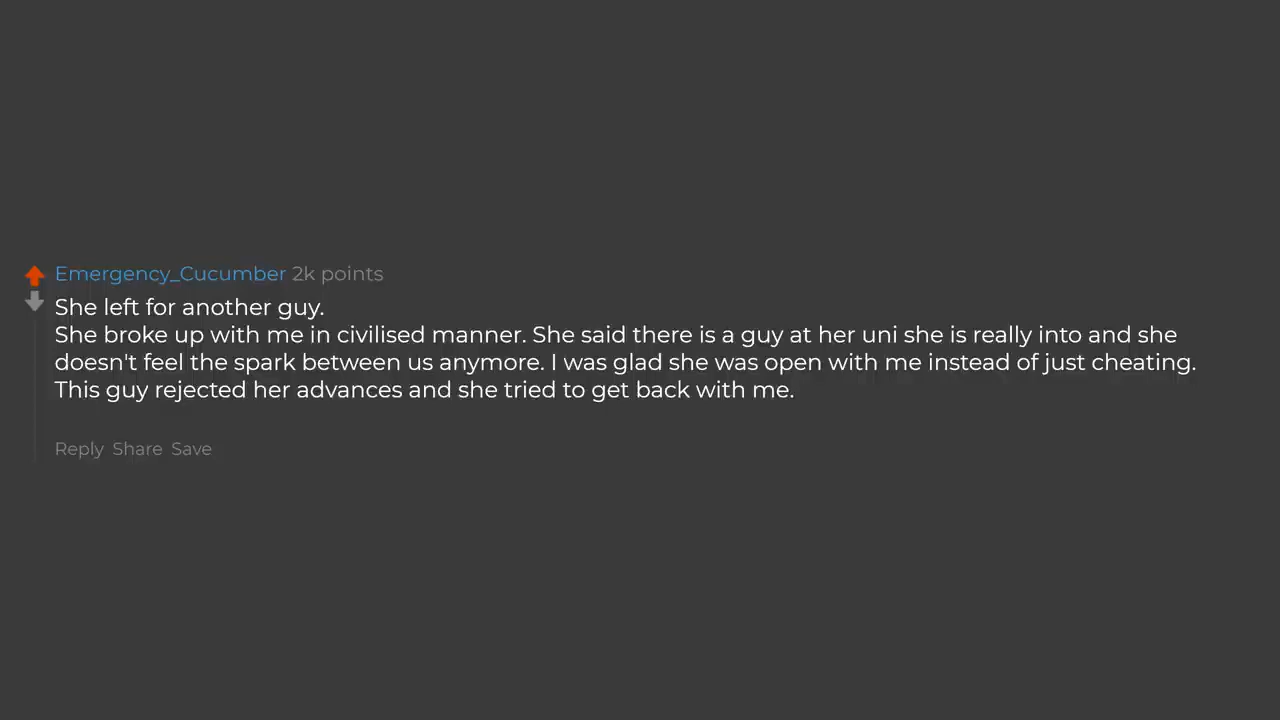 Emergency_Cucumber 2k points
She left for another guy.
She broke up with me in civilised manner. She said there is a guy at her uni she is really into and she
doesn't feel the spark between us anymore. I was glad she was open with me instead of just cheating.
This guy rejected her advances and she tried to get back with me.
Reply Share Save